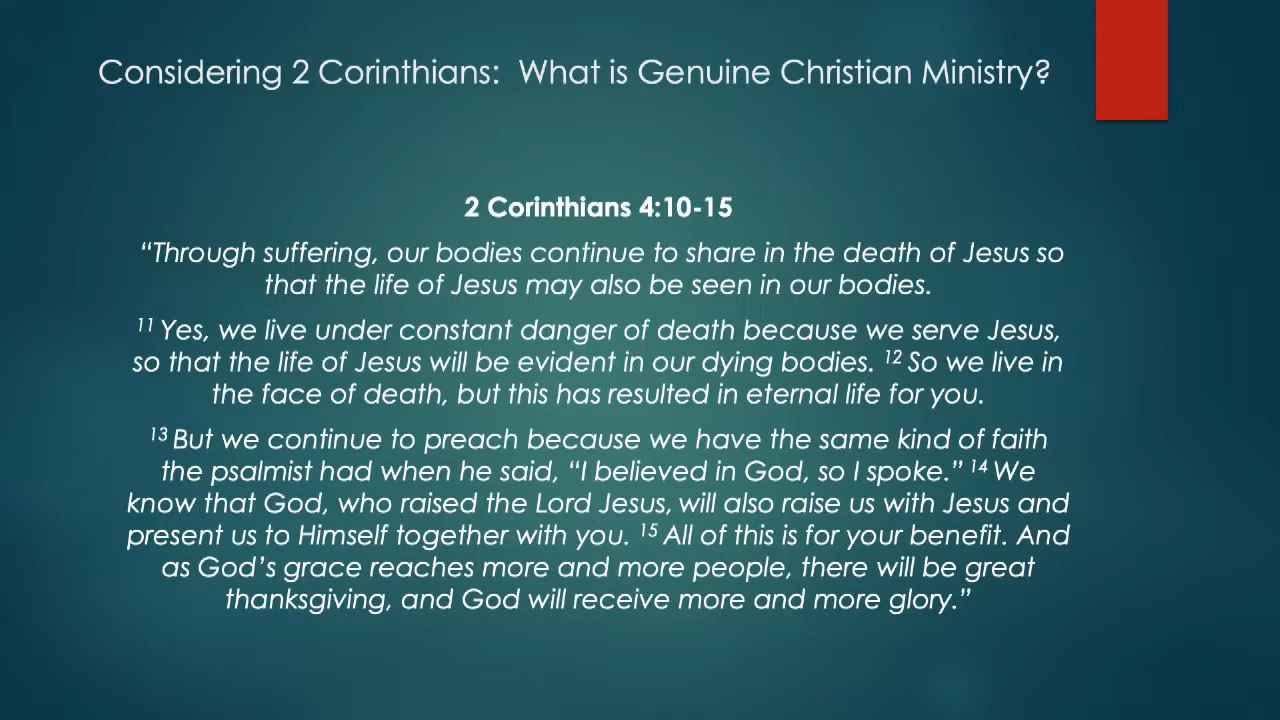 Considering 2 Corinthians:  What is Genuine Christian Ministry?
2 Corinthians 4:10-15
“Through suffering, our bodies continue to share in the death of Jesus so
that the life of Jesus may also be seen in our bodies.
11 Yes, we live under constant danger of death because we serve Jesus,
so that the life of Jesus will be evident in our dying bodies. 12 So we live in
the face of death, but this has resulted in eternal life for you.
13 But we continue to preach because we have the same kind of faith
the psalmist had when he said, “I believed in God, so I spoke.” 14 We
know that God, who raised the Lord Jesus, will also raise us with Jesus and
present us to Himself together with you. 15 All of this is for your benefit. And
as God’s grace reaches more and more people, there will be great
thanksgiving, and God will receive more and more glory.”